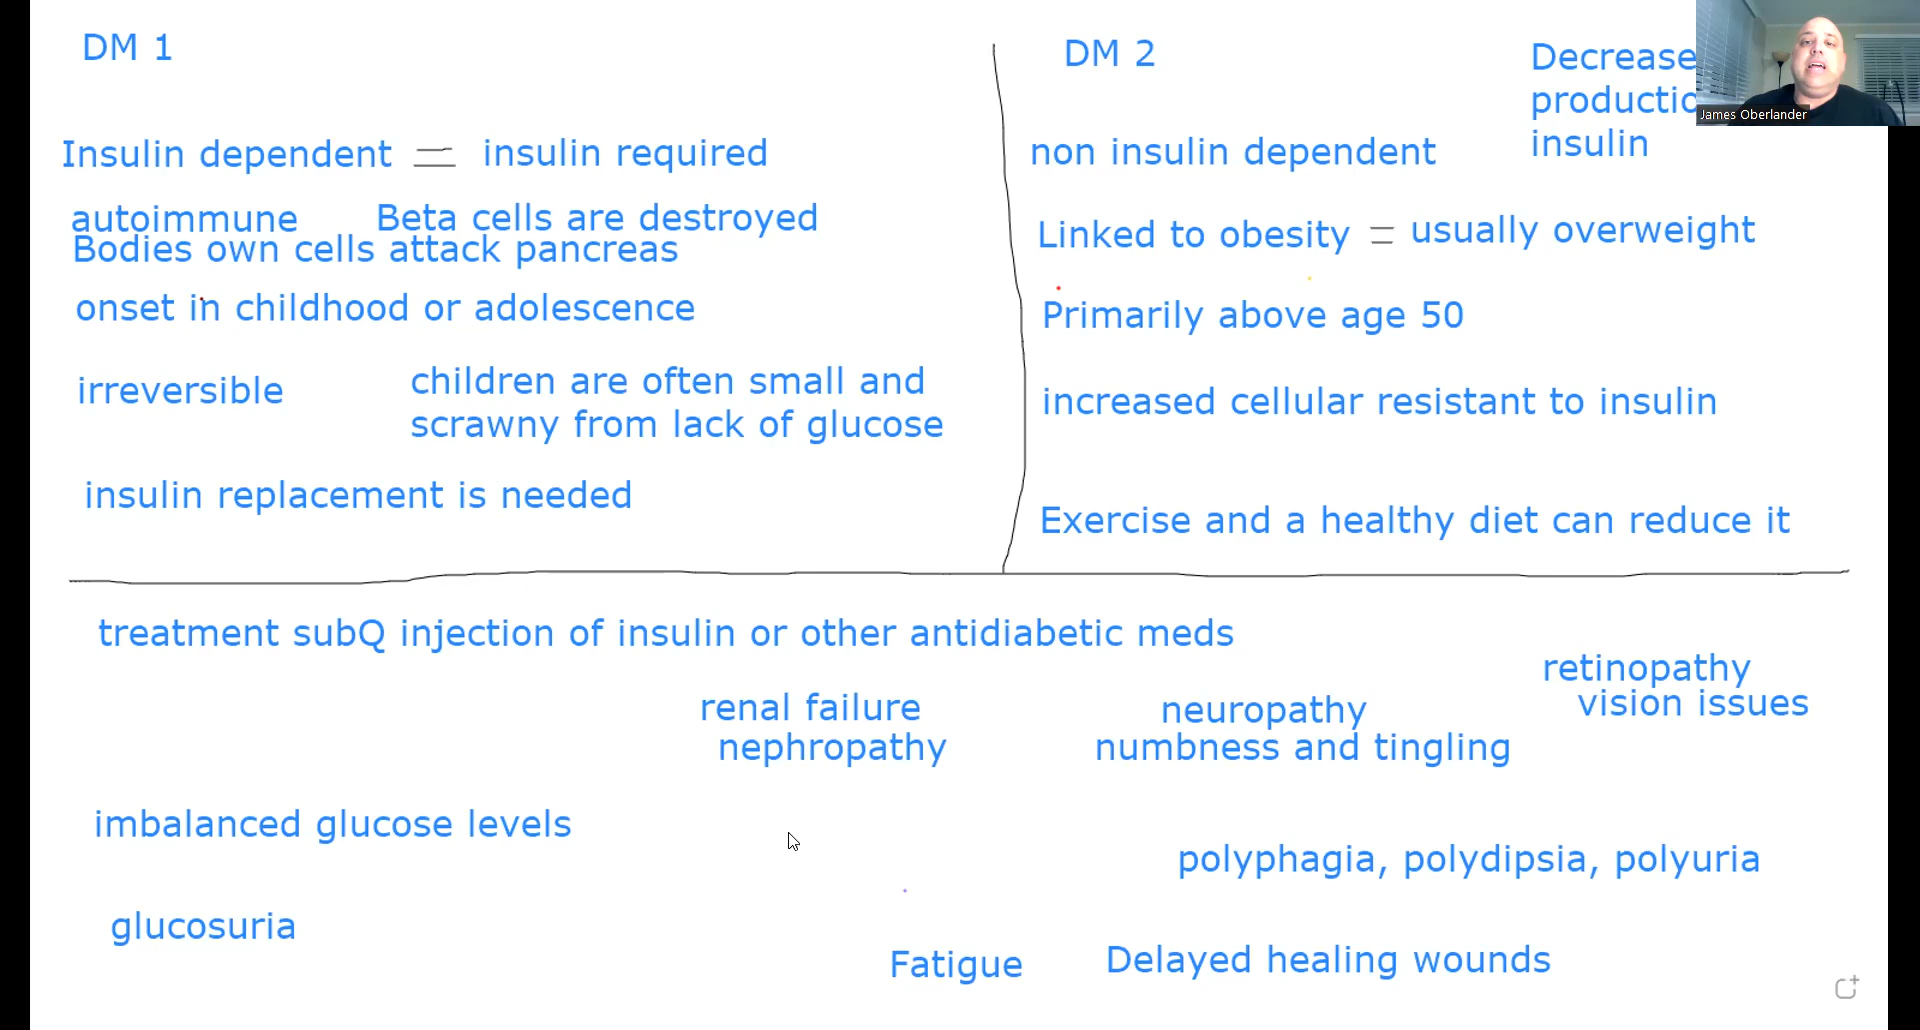 DM 1
Insulin dependent = insulin required
autoimmune Beta cells are destroyed
Bodies own cells attack pancreas
onset in childhood or adolescence
irreversible
children are often small and
scrawny from lack of glucose
insulin replacement is needed
DM 2
Decrease
insulin
James Oberlander
non insulin dependent
Linked to obesity = usually overweight
Primarily above age 50
increased cellular resistant to insulin
Exercise and a healthy diet can reduce it
treatment subQ injection of insulin or other antidiabetic meds
renal failure
nephropathy
neuropathy
numbness and tingling
retinopathy
vision issues
imbalanced glucose levels
polyphagia, polydipsia, polyuria
glucosuria
Fatigue
Delayed healing wounds